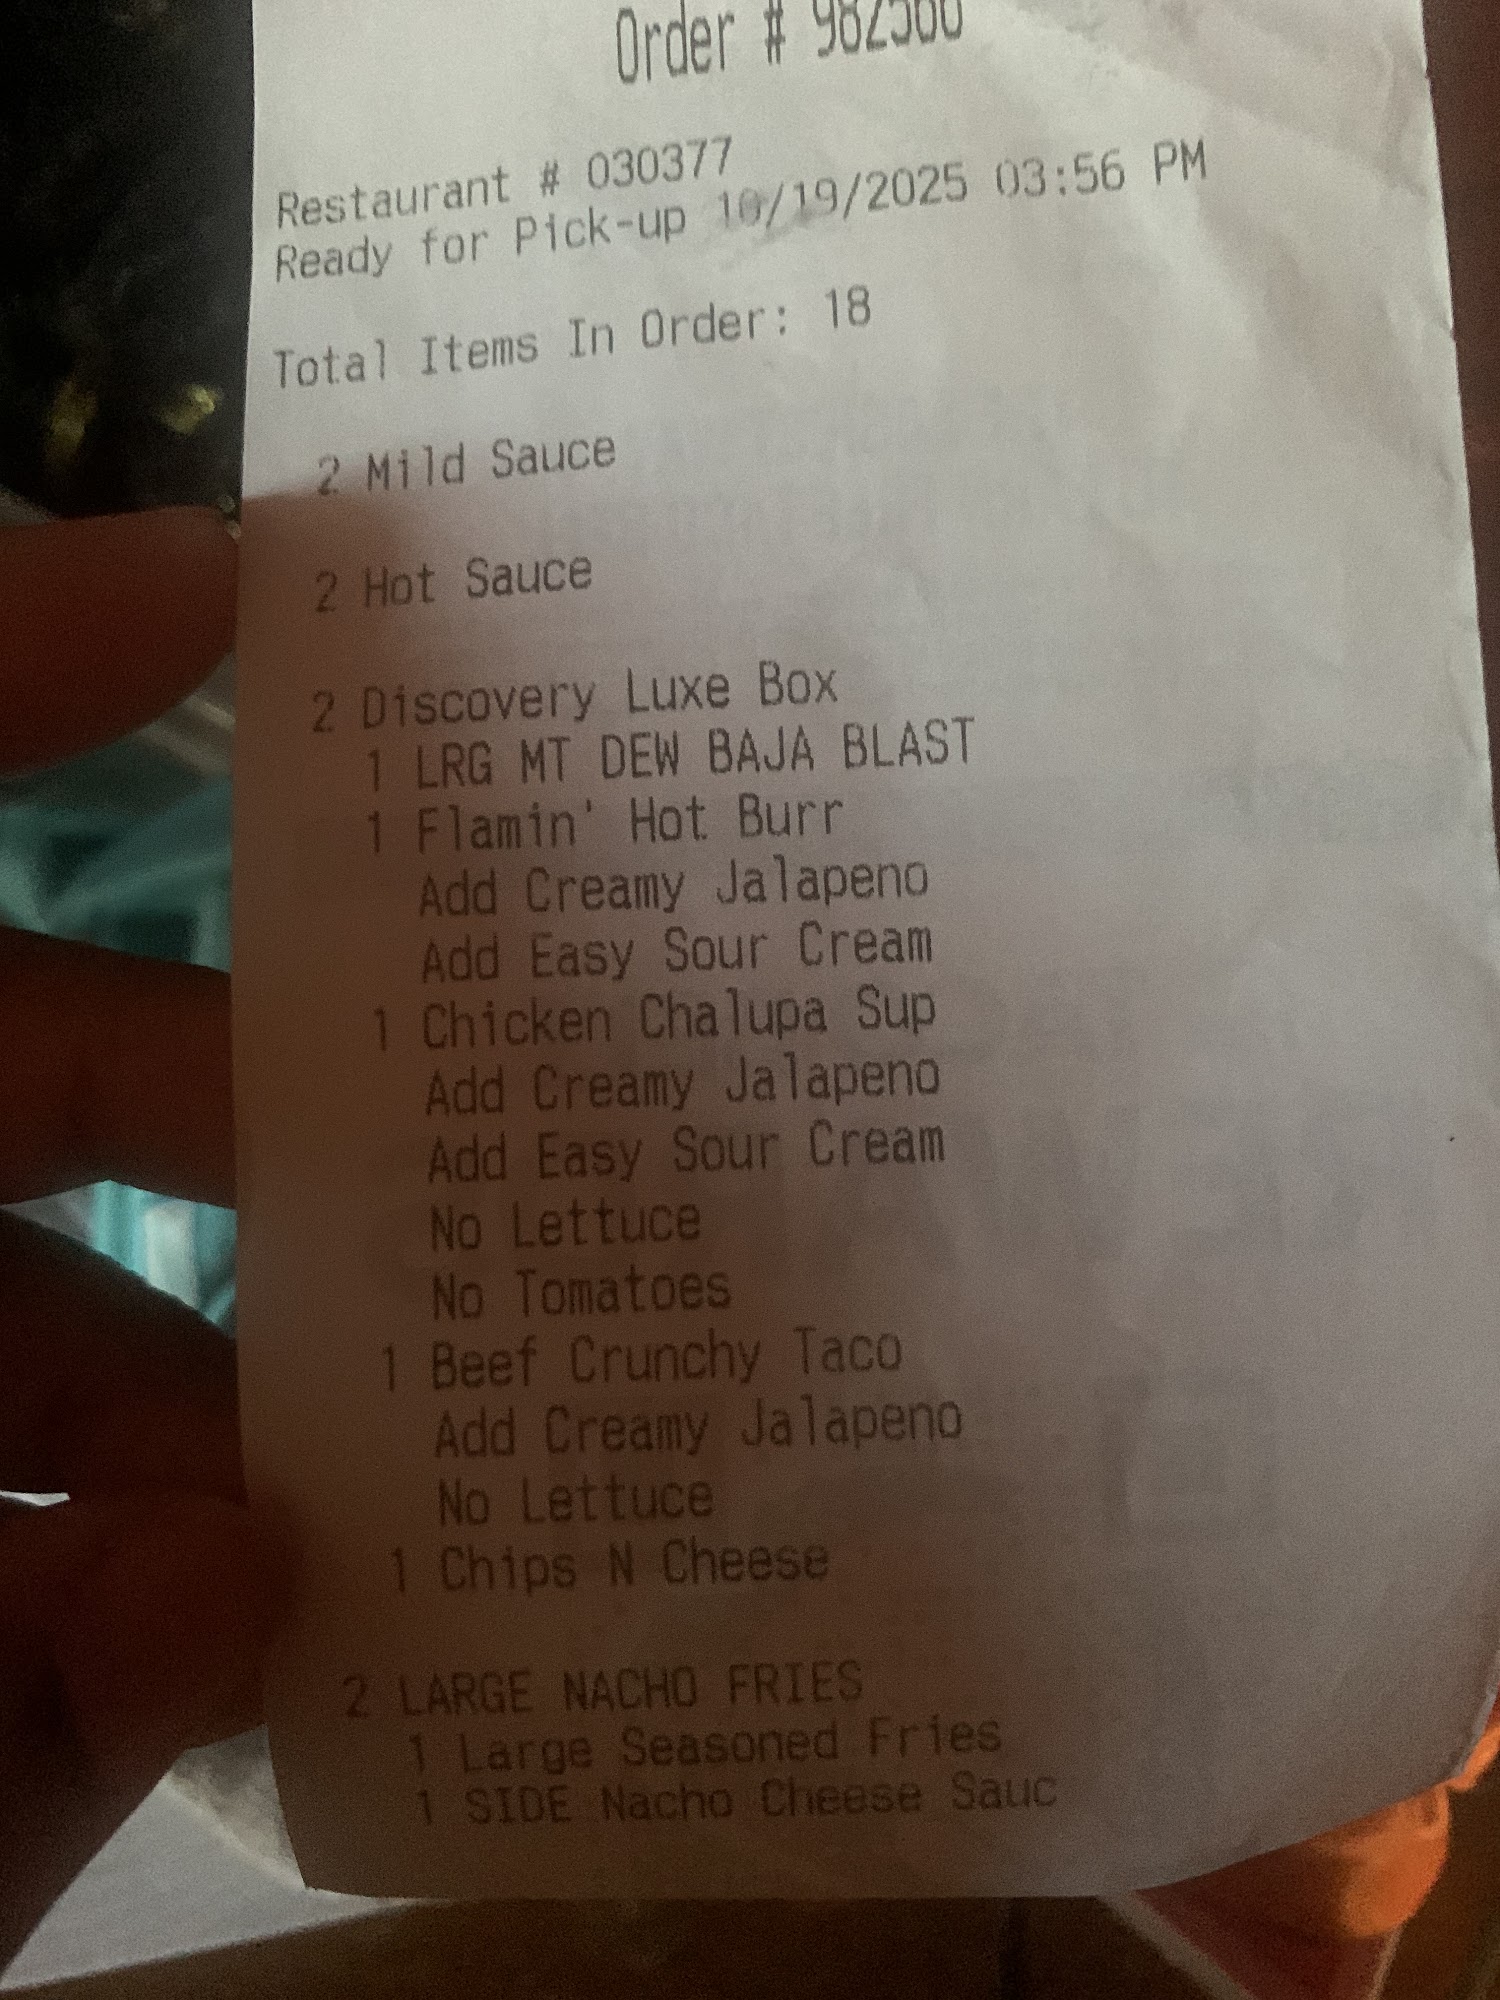 Order # 982560
Restaurant # 030377
Ready for Pick-up 10/19/2025 03:56 PM
Total Items In Order: 18
2 Mild Sauce
2 Hot Sauce
2 Discovery Luxe Box
1 LRG MT DEW BAJA BLAST
1 Flamin' Hot Burr
Add Creamy Jalapeno
Add Easy Sour Cream
1 Chicken Chalupa Sup
Add Creamy Jalapeno
Add Easy Sour Cream
No Lettuce
No Tomatoes
1 Beef Crunchy Taco
Add Creamy Jalapeno
No Lettuce
1 Chips N Cheese
2 LARGE NACHO FRIES
1 Large Seasoned Fries
1 SIDE Nacho Cheese Sauc